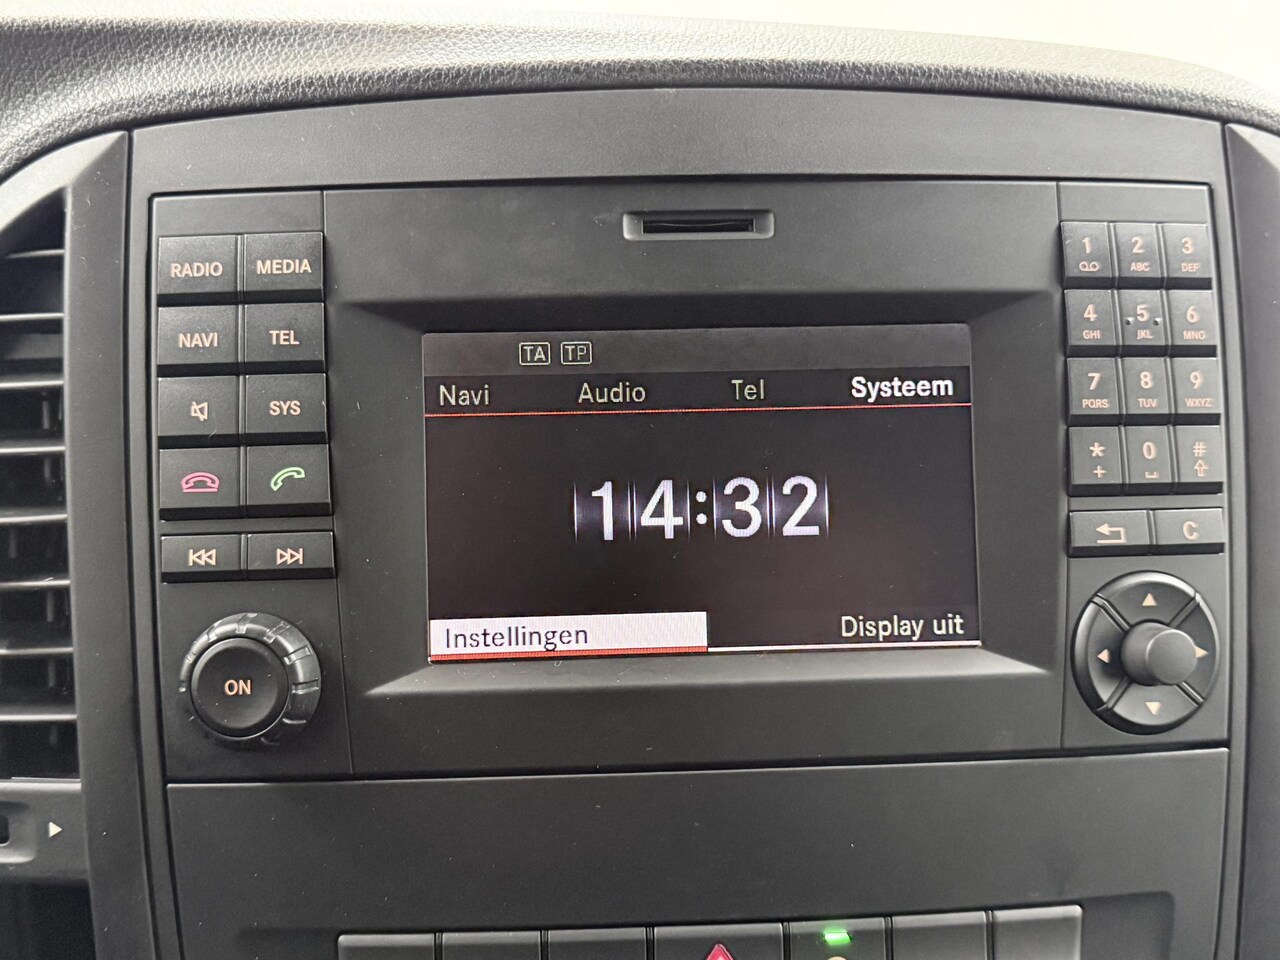 RADIO MEDIA
NAVI TEL
SYS
ON
TA TP
Navi Audio Tel Systeem
14:32
Instellingen Display uit
1 2 3
ABC DEF
4 5 6
GHI JKL MNO
7 8 9
PQRS TUV WXYZ
* 0 #
+
C